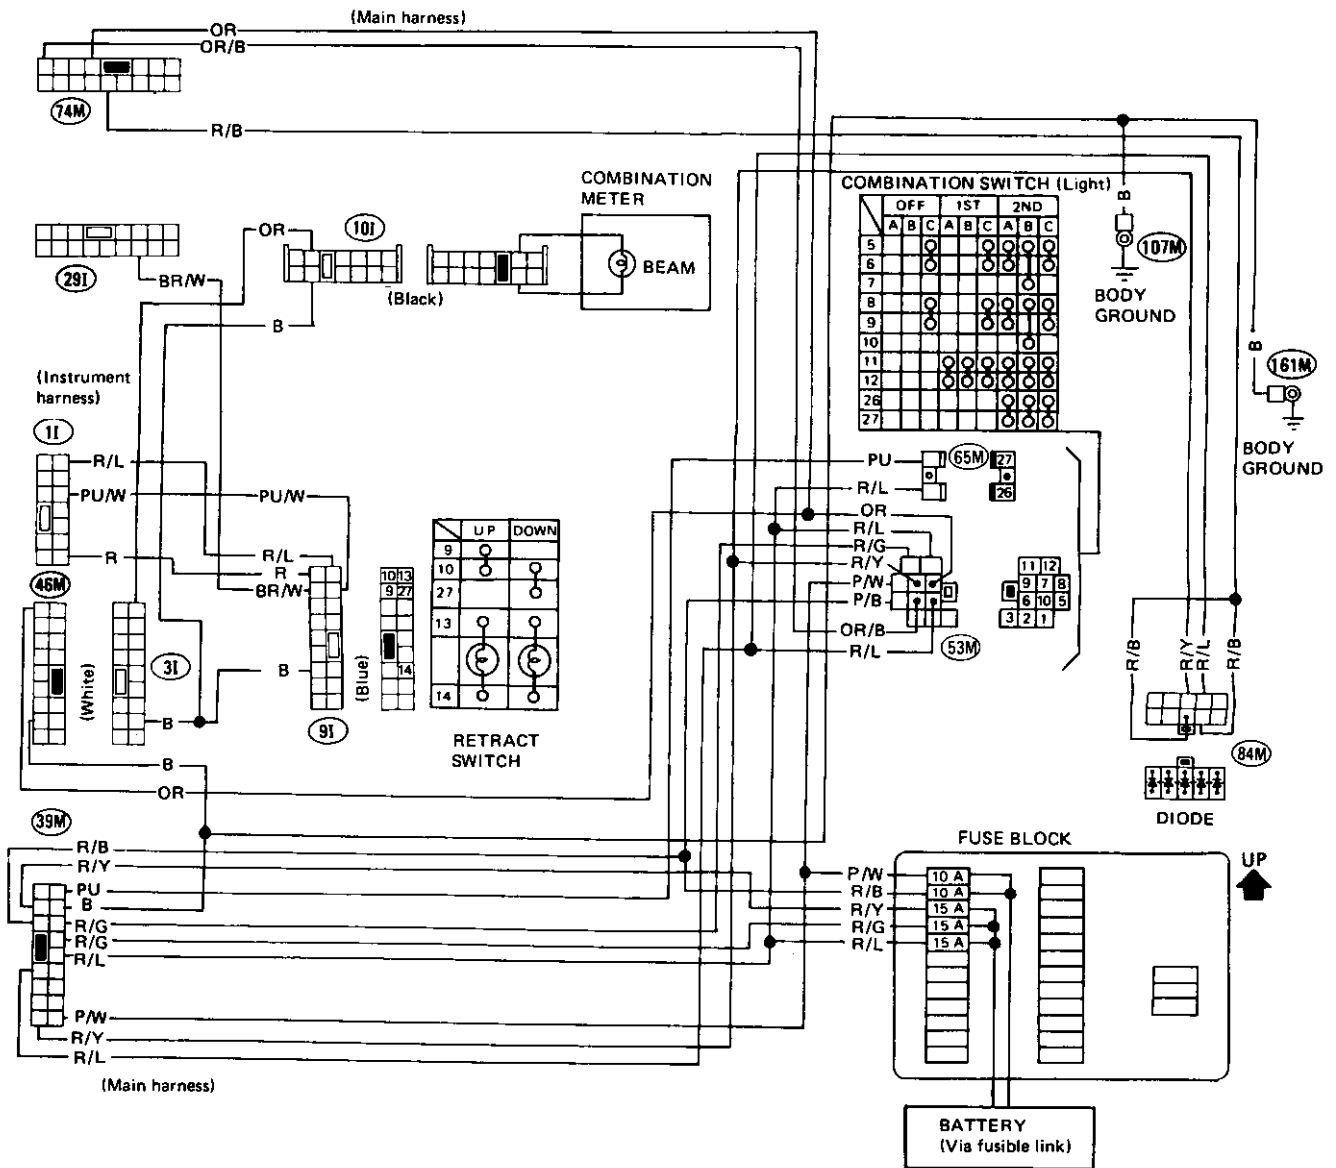 (Main harness)
OR
OR/B
74M
R/B
COMBINATION
METER
BEAM
OR
10I
(Black)
29I
BR/W
B
COMBINATION SWITCH (Light)
OFF 1ST 2ND
A B C A B C A B C
5
6
7
8
9
10
11
12
26
27
B
107M
BODY
GROUND
B
161M
BODY
GROUND
(Instrument
harness)
1I
R/L
PU/W
PU/W
R
R/L
R
BR/W
46M
(White)
3I
B
B
9I
(Blue)
10 13
9 27
14
UP DOWN
9
10
27
13
14
RETRACT
SWITCH
B
OR
PU
65M
27
26
R/L
OR
R/L
R/G
R/Y
P/W
P/B
OR/B
R/L
53M
11 12
9 7 8
6 10 5
3 2 1
R/B
R/Y
R/L
R/B
84M
DIODE
39M
R/B
R/Y
PU
B
R/G
R/G
R/L
P/W
R/Y
R/L
(Main harness)
FUSE BLOCK
UP
P/W 10 A
R/B 10 A
R/Y 15 A
R/G 15 A
R/L 15 A
BATTERY
(Via fusible link)